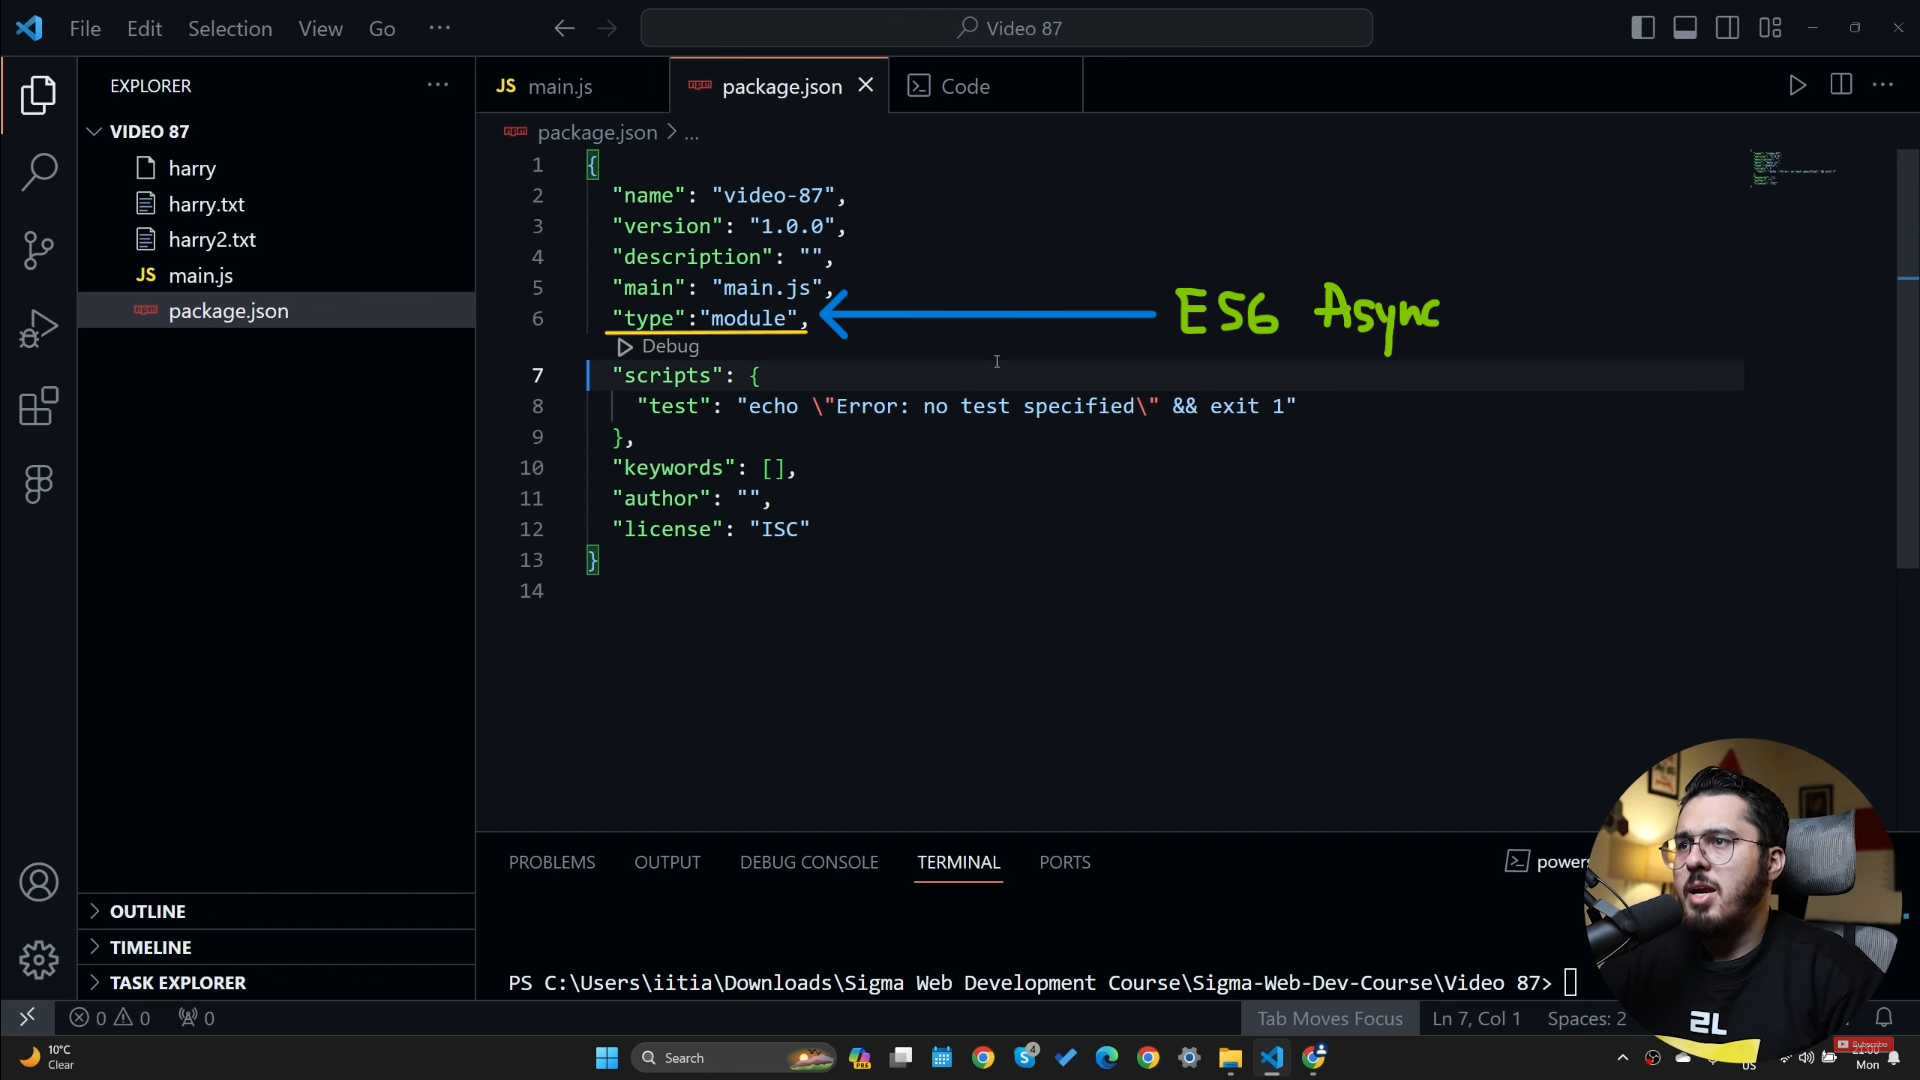 File Edit Selection View Go ···
Video 87
EXPLORER ···
VIDEO 87
harry
harry.txt
harry2.txt
JS main.js
package.json
OUTLINE
TIMELINE
TASK EXPLORER
JS main.js
package.json
Code
package.json > ...
1 {
2 "name": "video-87",
3 "version": "1.0.0",
4 "description": "",
5 "main": "main.js",
6 "type":"module",
ES6 Async
Debug
7 "scripts": {
8 "test": "echo \"Error: no test specified\" && exit 1"
9 },
10 "keywords": [],
11 "author": "",
12 "license": "ISC"
13 }
14
PROBLEMS OUTPUT DEBUG CONSOLE TERMINAL PORTS
powers
PS C:\Users\iitia\Downloads\Sigma Web Development Course\Sigma-Web-Dev-Course\Video 87>
0 0 0
Tab Moves Focus Ln 7, Col 1 Spaces: 2
10°C
Clear
Search
PRE
4
US
Subscribe
Mon